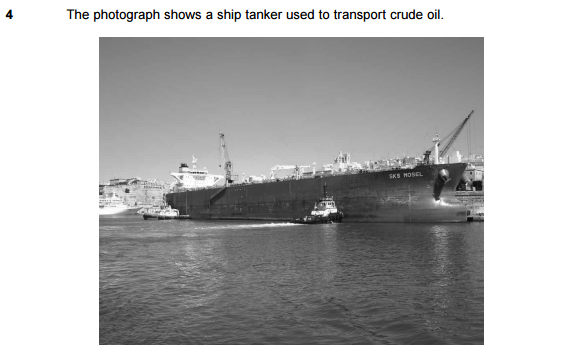 4 The photograph shows a ship tanker used to transport crude oil.
SKS MOSEL